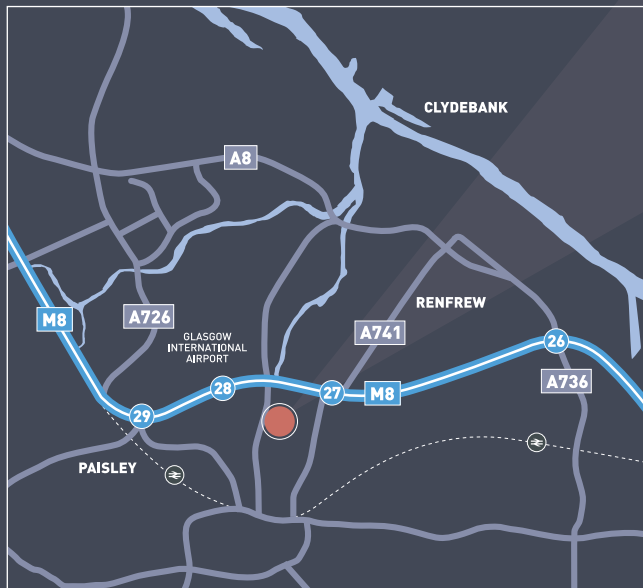 CLYDEBANK
A8
RENFREW
M8
A726
GLASGOW
INTERNATIONAL
AIRPORT
A741
26
28
27
M8
A736
29
PAISLEY